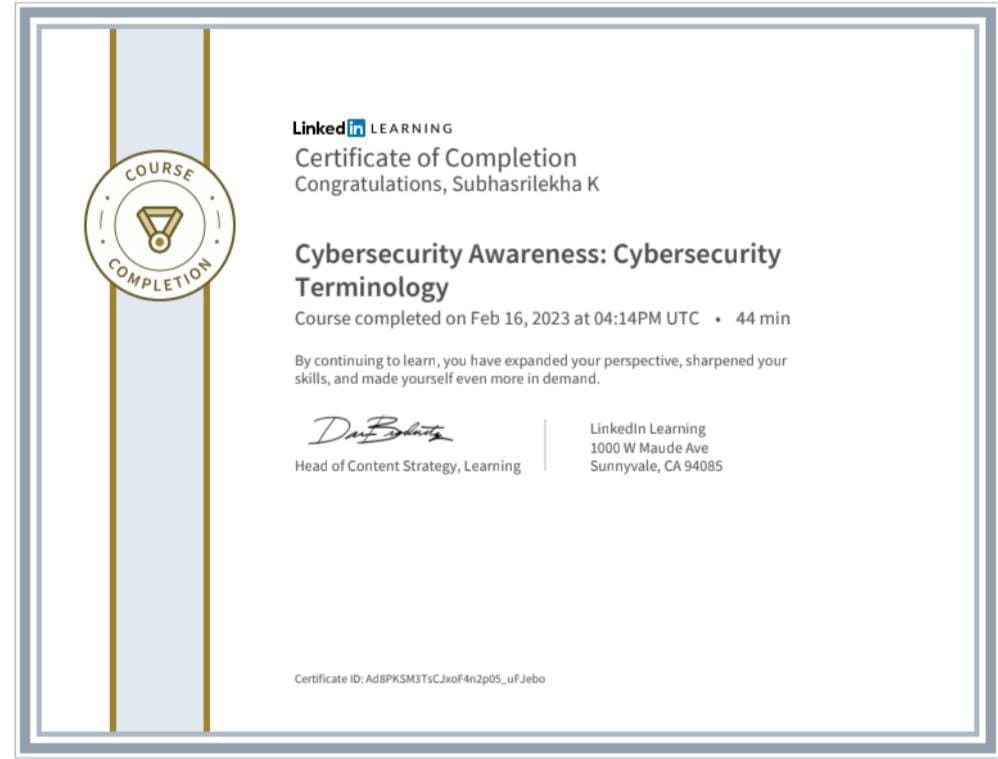 COURSE
COMPLETION
Linked in LEARNING
Certificate of Completion
Congratulations, Subhasrilekha K
Cybersecurity Awareness: Cybersecurity
Terminology
Course completed on Feb 16, 2023 at 04:14PM UTC • 44 min
By continuing to learn, you have expanded your perspective, sharpened your
skills, and made yourself even more in demand.
Head of Content Strategy, Learning
LinkedIn Learning
1000 W Maude Ave
Sunnyvale, CA 94085
Certificate ID: Ad8PKSM3TsCJxoF4n2p05_uFJebo